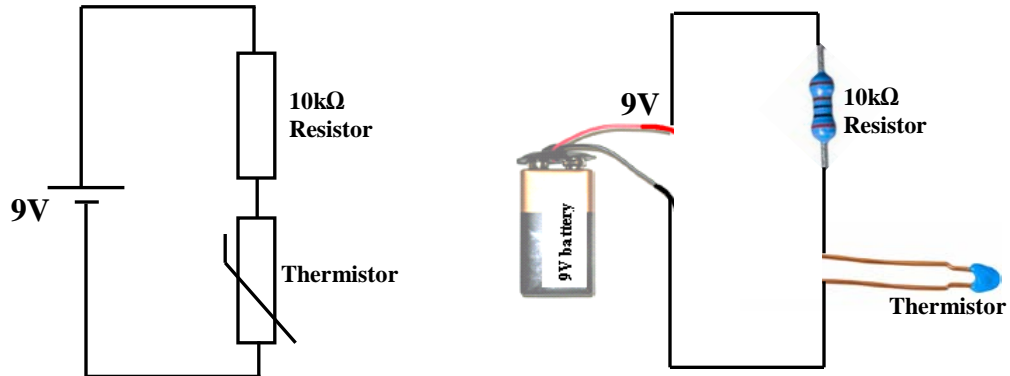 10kΩ
Resistor
9V
Thermistor
9V
10kΩ
Resistor
9V battery
Thermistor